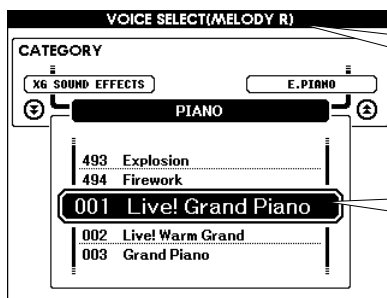 VOICE SELECT(MELODY R)
CATEGORY
XG SOUND EFFECTS
E.PIANO
PIANO
493 Explosion
494 Firework
001 Live! Grand Piano
002 Live! Warm Grand
003 Grand Piano